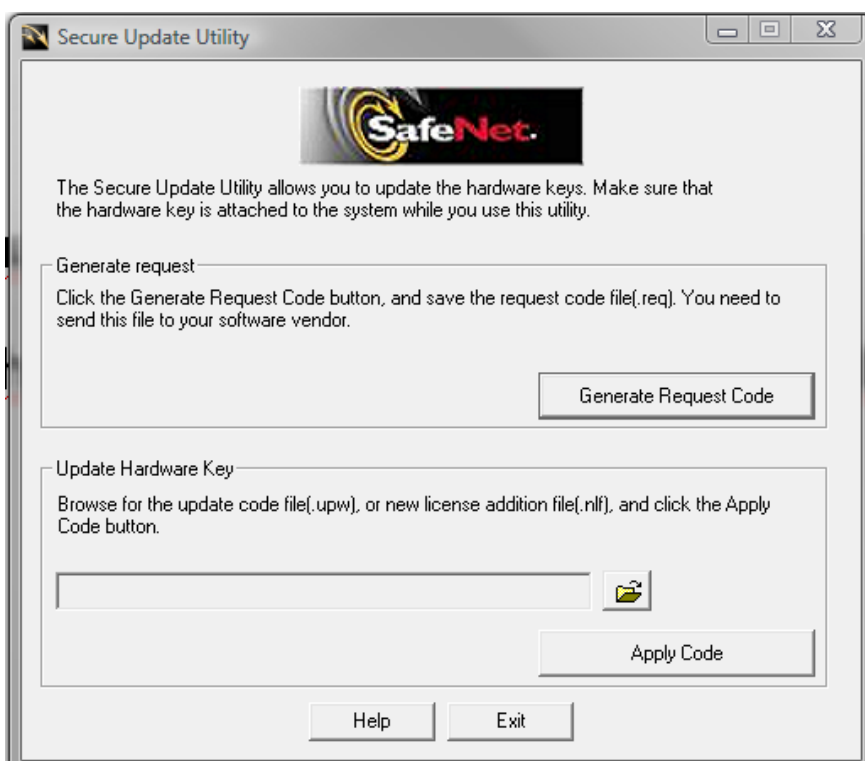 Secure Update Utility
SafeNet.
The Secure Update Utility allows you to update the hardware keys. Make sure that
the hardware key is attached to the system while you use this utility.
Generate request
Click the Generate Request Code button, and save the request code file(.req). You need to
send this file to your software vendor.
Generate Request Code
Update Hardware Key
Browse for the update code file(.upw), or new license addition file(.nlf), and click the Apply
Code button.
Apply Code
Help
Exit